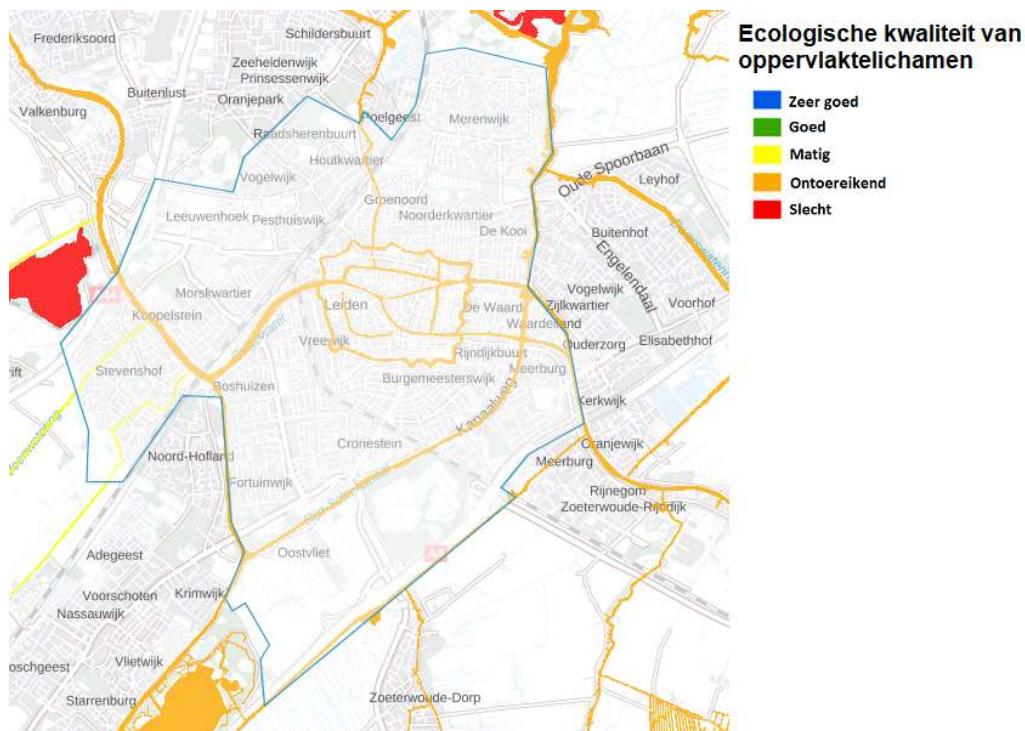 Ecologische kwaliteit van
oppervlaktelichamen
Zeer goed
Goed
Matig
Ontoereikend
Slecht
Frederiksoord
Schildersbuurt
Zeeheldenwijk
Prinsessenwijk
Buitenlust
Oranjepark
Valkenburg
Poelgeest
Merenwijk
Raadsherenbuurt
Houtkwartier
Vogelwijk
Oude Spoorbaan
Leyhof
Groenoord
Leeuwenhoek
Pesthuiswijk
Noorderkwartier
De Kooi
Buitenhof
Engelendaal
Vogelwijk
Voorhof
Morskwartier
Koppelstein
Leiden
De Waard
Zijlkwartier
Waardeiland
Vreewijk
Ouderzorg
Elisabethhof
Rijndijkbuurt
Stevenshof
Meerburg
Burgemeesterswijk
Boshuizen
Kerkwijk
Kanaalweg
Cronestein
Oranjewijk
Noord-Hofland
Meerburg
Fortuinwijk
Rijnegom
Zoeterwoude-Rijndijk
Oostvliet
A4
Adegeest
Voorschoten
Krimwijk
Nassauwijk
Vlietwijk
oschgeest
Starrenburg
Zoeterwoude-Dorp